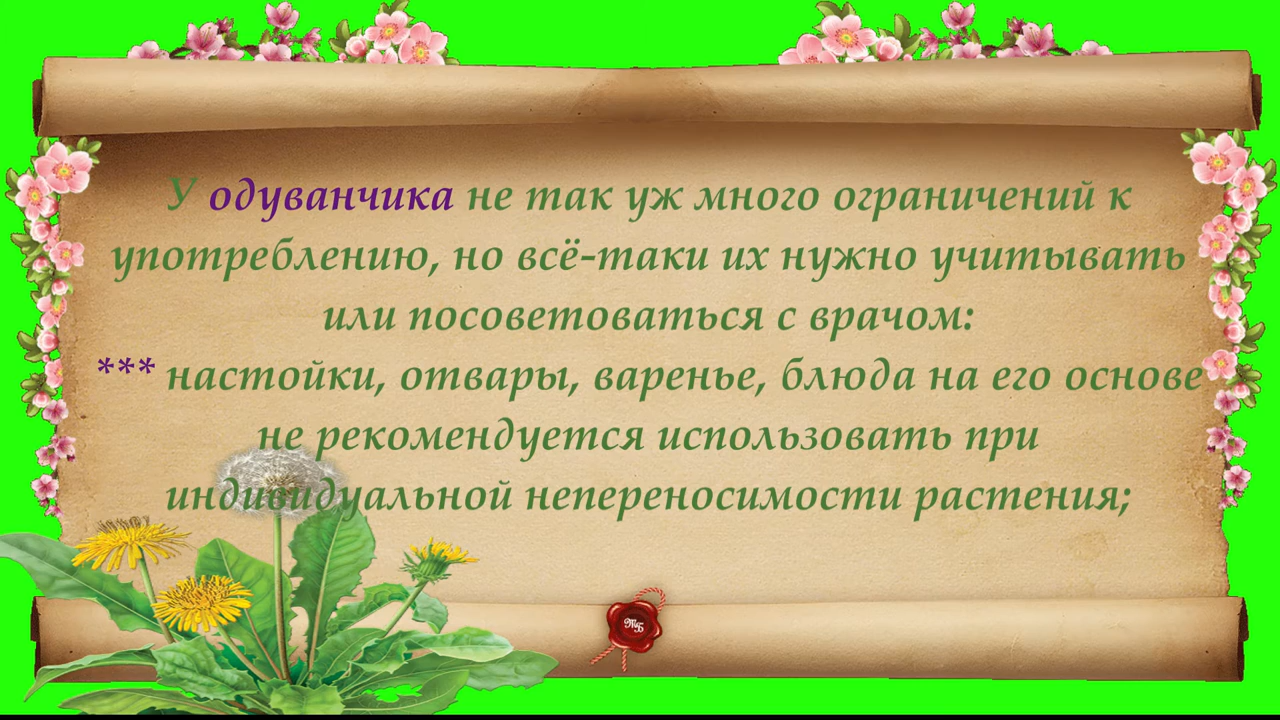 У одуванчика не так уж много ограничений к
употреблению, но всё-таки их нужно учитывать
или посоветоваться с врачом:
*** настойки, отвары, варенье, блюда на его основе
не рекомендуется использовать при
индивидуальной непереносимости растения;